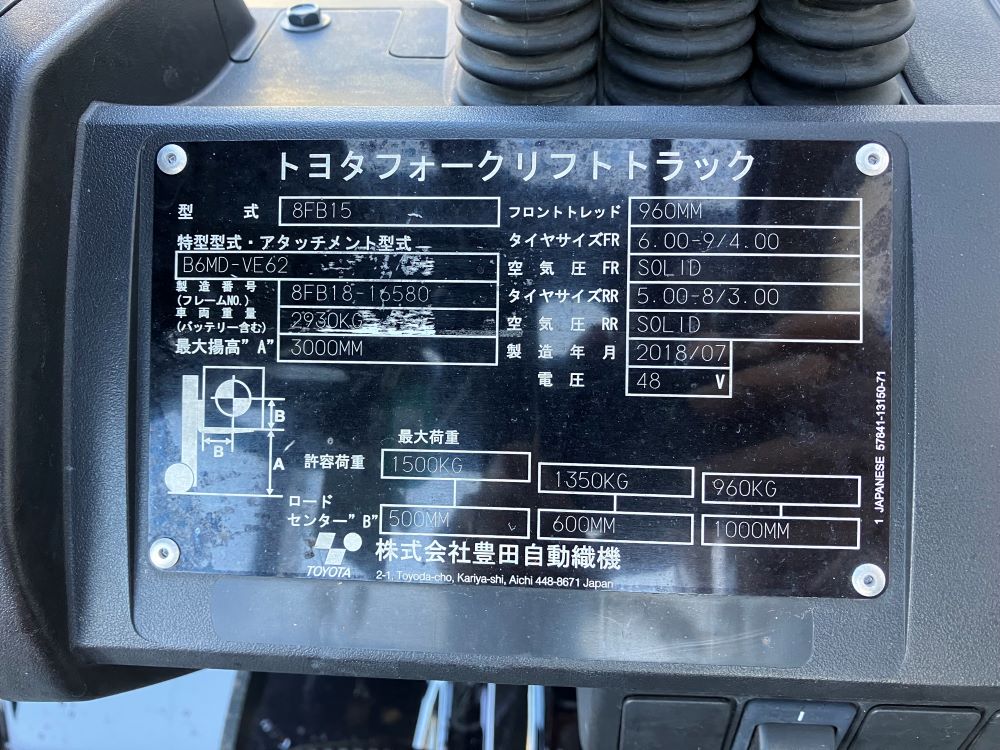 トヨタフォークリフトトラック
型式 8FB15
特型型式・アタッチメント型式
B6MD-VE62
製造番号 (フレームNO.) 8FB18-16580
車両重量 (バッテリー含む) 2930KG
最大揚高"A" 3000MM
フロントトレッド 960MM
タイヤサイズFR 6.00-9/4.00
空気圧 FR SOLID
タイヤサイズRR 5.00-8/3.00
空気圧 RR SOLID
製造年月 2018/07
電圧 48 V
B
B
A
最大荷重
許容荷重 1500KG 1350KG 960KG
ロード
センター"B" 500MM 600MM 1000MM
TOYOTA
株式会社豊田自動織機
2-1, Toyoda-cho, Kariya-shi, Aichi 448-8671 Japan
1 JAPANESE 57841-13150-71